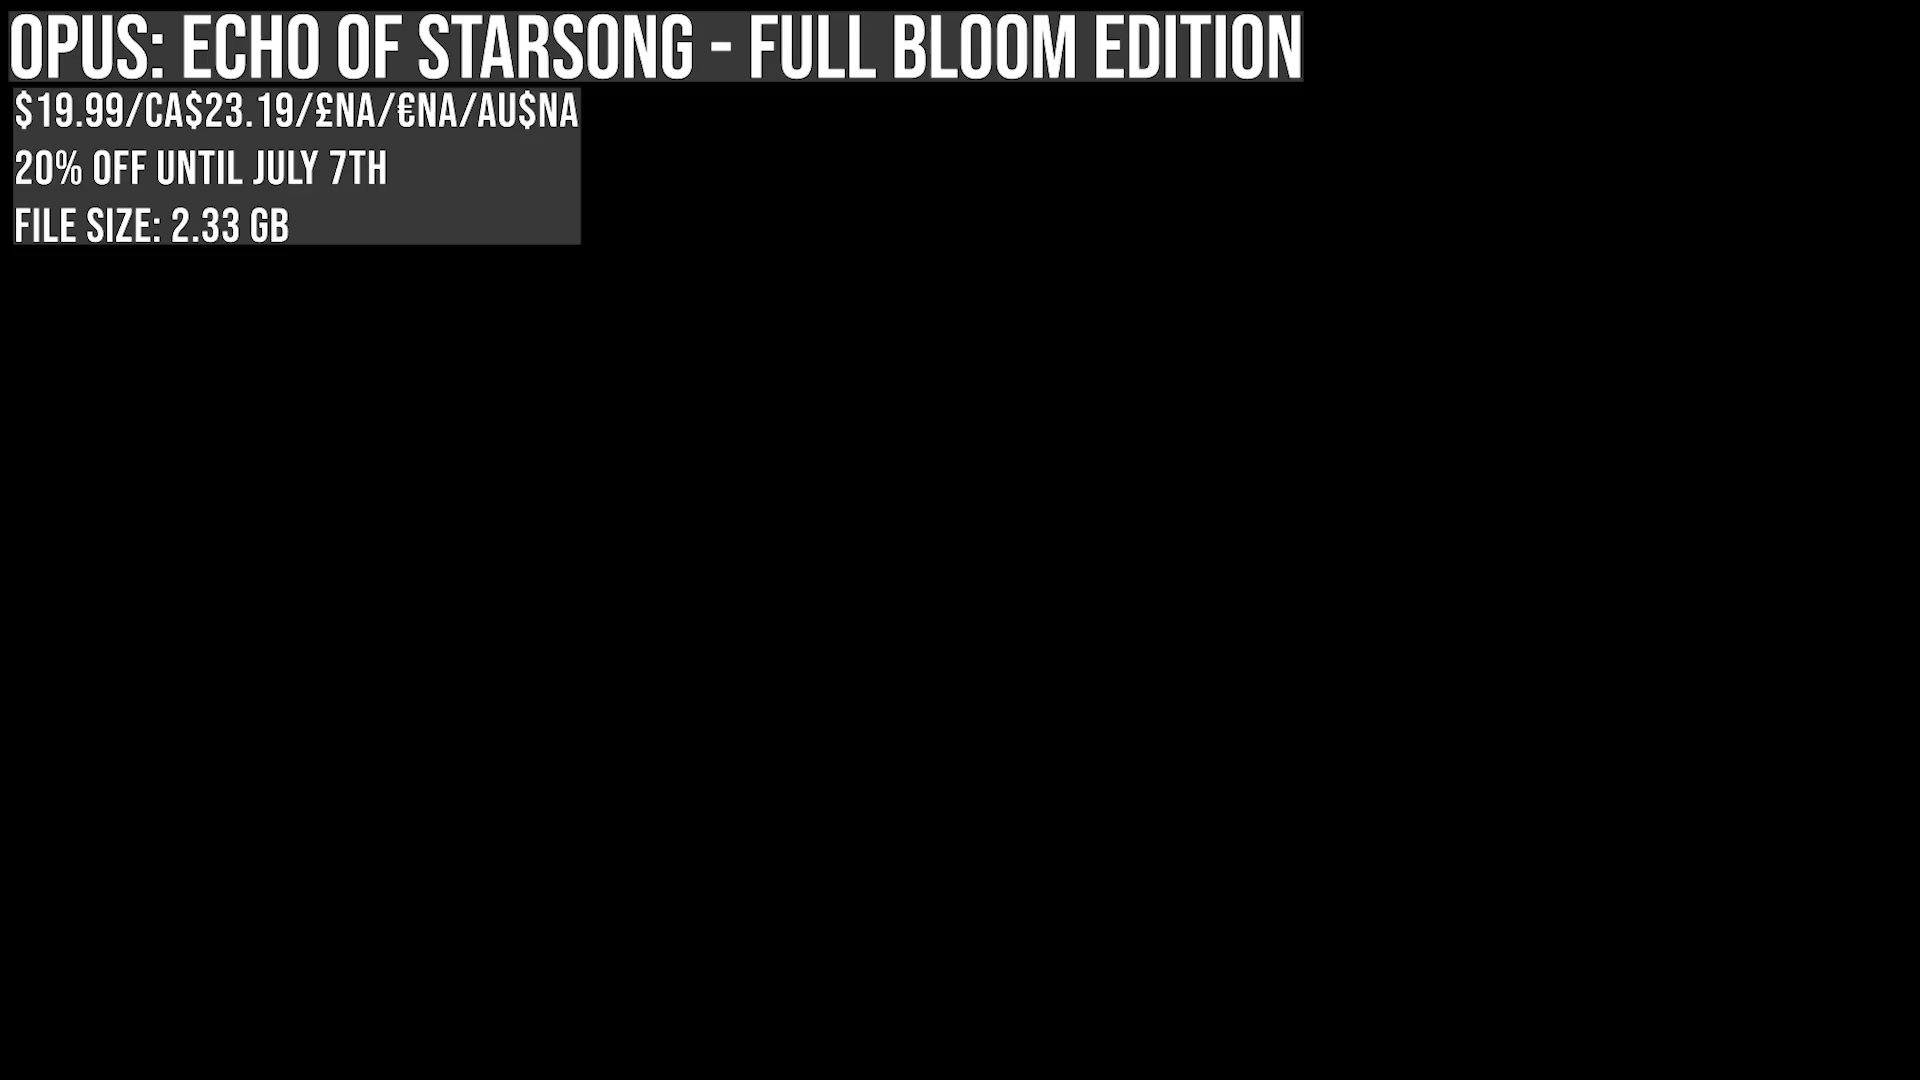 OPUS: ECHO OF STARSONG - FULL BLOOM EDITION
$19.99/CA$23.19/£NA/€NA/AU$NA
20% OFF UNTIL JULY 7TH
FILE SIZE: 2.33 GB